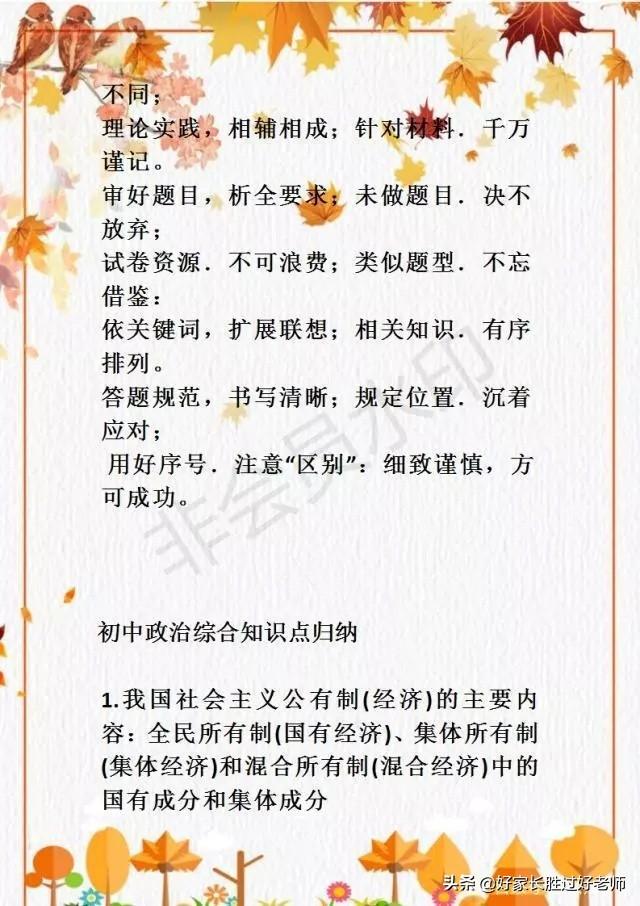 不同；
理论实践，相辅相成；针对材料．千万
谨记。
审好题目，析全要求；未做题目．决不
放弃；
试卷资源．不可浪费；类似题型．不忘
借鉴：
依关键词，扩展联想；相关知识．有序
排列。
答题规范，书写清晰；规定位置．沉着
应对；
用好序号．注意“区别”：细致谨慎，方
可成功。
非会员水印
初中政治综合知识点归纳
1.我国社会主义公有制(经济)的主要内
容：全民所有制(国有经济)、集体所有制
(集体经济)和混合所有制(混合经济)中的
国有成分和集体成分
头条 @好家长胜过好老师